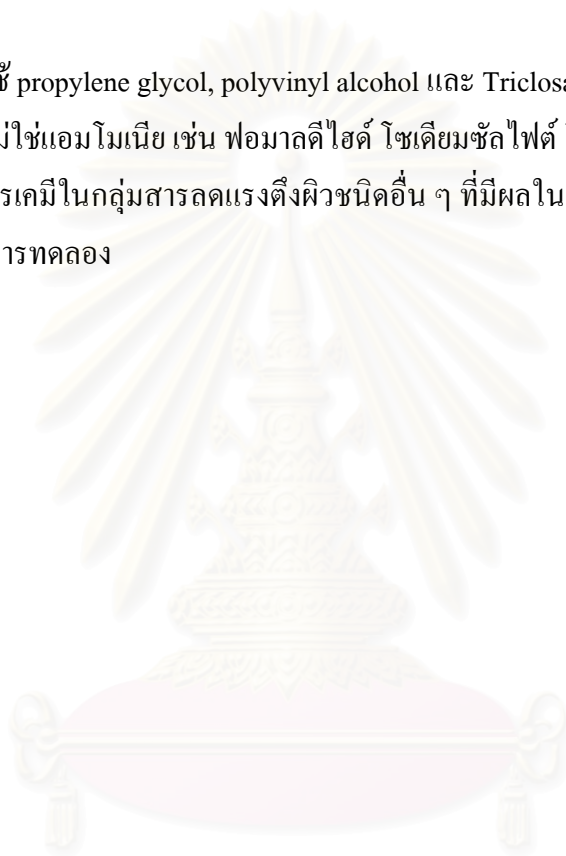 ช้ propylene glycol, polyvinyl alcohol และ Triclosa
ม่ใช่แอมโมเนีย เช่น ฟอมาลดีไฮด์ โซเดียมซัลไฟต์
รเคมีในกลุ่มสารลดแรงตึงผิวชนิดอื่น ๆ ที่มีผลใน
ารทดลอง